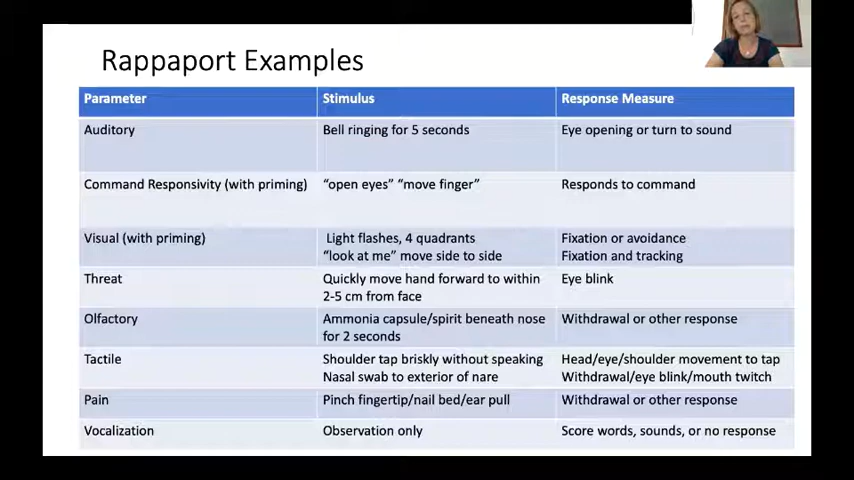 Rappaport Examples
Parameter Stimulus Response Measure
Auditory Bell ringing for 5 seconds Eye opening or turn to sound
Command Responsivity (with priming) “open eyes” “move finger” Responds to command
Visual (with priming) Light flashes, 4 quadrants Fixation or avoidance
“look at me” move side to side Fixation and tracking
Threat Quickly move hand forward to within Eye blink
2-5 cm from face
Olfactory Ammonia capsule/spirit beneath nose Withdrawal or other response
for 2 seconds
Tactile Shoulder tap briskly without speaking Head/eye/shoulder movement to tap
Nasal swab to exterior of nare Withdrawal/eye blink/mouth twitch
Pain Pinch fingertip/nail bed/ear pull Withdrawal or other response
Vocalization Observation only Score words, sounds, or no response